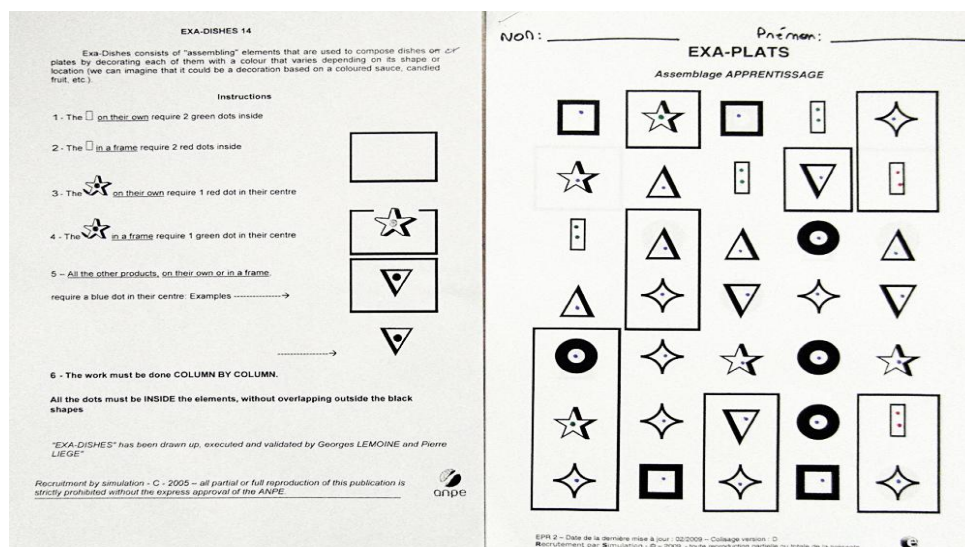 EXA-DISHES 14
Exa-Dishes consists of "assembling" elements that are used to compose dishes on
plates by decorating each of them with a colour that varies depending on its shape or
location (we can imagine that it could be a decoration based on a coloured sauce, candied
fruit, etc.).
Instructions
1 - The on their own require 2 green dots inside
2 - The in a frame require 2 red dots inside
3 - The on their own require 1 red dot in their centre
4 - The in a frame require 1 green dot in their centre
5 – All the other products, on their own or in a frame,
require a blue dot in their centre: Examples
6 - The work must be done COLUMN BY COLUMN.
All the dots must be INSIDE the elements, without overlapping outside the black
shapes
"EXA-DISHES" has been drawn up, executed and validated by Georges LEMOINE and Pierre
LIEGE"
Recruitment by simulation - C - 2005 – all partial or full reproduction of this publication is
strictly prohibited without the express approval of the ANPE.
anpe
NOM: Prénom:
EXA-PLATS
Assemblage APPRENTISSAGE
EPR 2 – Date de la dernière mise à jour : 02/2009 – Colisage version : D
Recrutement par Simulation - © – 2009 - toute reproduction partielle ou totale de la